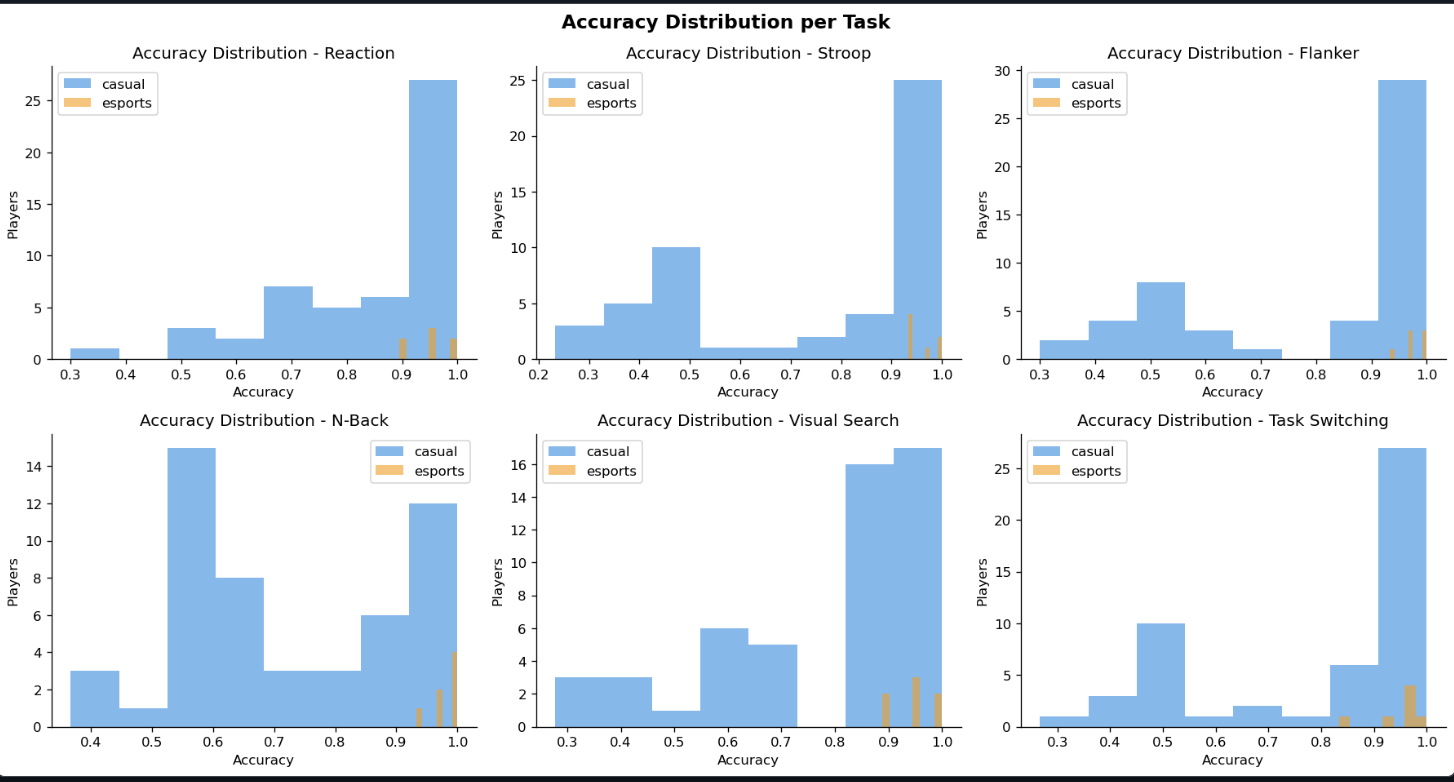 Accuracy Distribution per Task
Accuracy Distribution - Reaction
casual
esports
Players
25
20
15
10
5
0
0.3 0.4 0.5 0.6 0.7 0.8 0.9 1.0
Accuracy
Accuracy Distribution - Stroop
casual
esports
Players
25
20
15
10
5
0
0.2 0.3 0.4 0.5 0.6 0.7 0.8 0.9 1.0
Accuracy
Accuracy Distribution - Flanker
casual
esports
Players
30
25
20
15
10
5
0
0.3 0.4 0.5 0.6 0.7 0.8 0.9 1.0
Accuracy
Accuracy Distribution - N-Back
casual
esports
Players
14
12
10
8
6
4
2
0
0.4 0.5 0.6 0.7 0.8 0.9 1.0
Accuracy
Accuracy Distribution - Visual Search
casual
esports
Players
16
14
12
10
8
6
4
2
0
0.3 0.4 0.5 0.6 0.7 0.8 0.9 1.0
Accuracy
Accuracy Distribution - Task Switching
casual
esports
Players
25
20
15
10
5
0
0.3 0.4 0.5 0.6 0.7 0.8 0.9 1.0
Accuracy